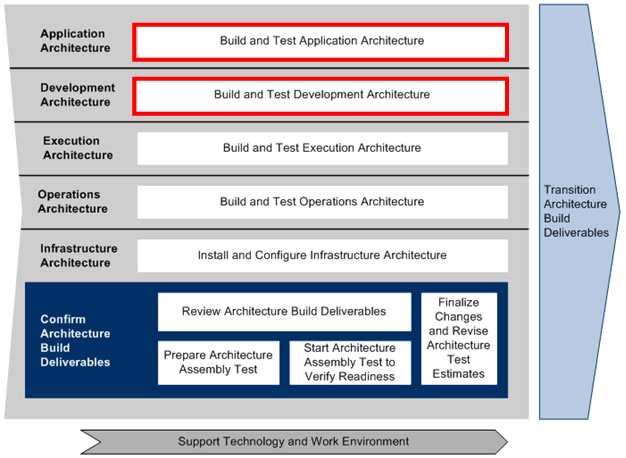 Application
Architecture
Build and Test Application Architecture
Development
Architecture
Build and Test Development Architecture
Execution
Architecture
Build and Test Execution Architecture
Operations
Architecture
Build and Test Operations Architecture
Infrastructure
Architecture
Install and Configure Infrastructure Architecture
Confirm
Architecture
Build
Deliverables
Review Architecture Build Deliverables
Prepare Architecture
Assembly Test
Start Architecture
Assembly Test to
Verify Readiness
Finalize
Changes
and Revise
Architecture
Test
Estimates
Transition
Architecture
Build
Deliverables
Support Technology and Work Environment